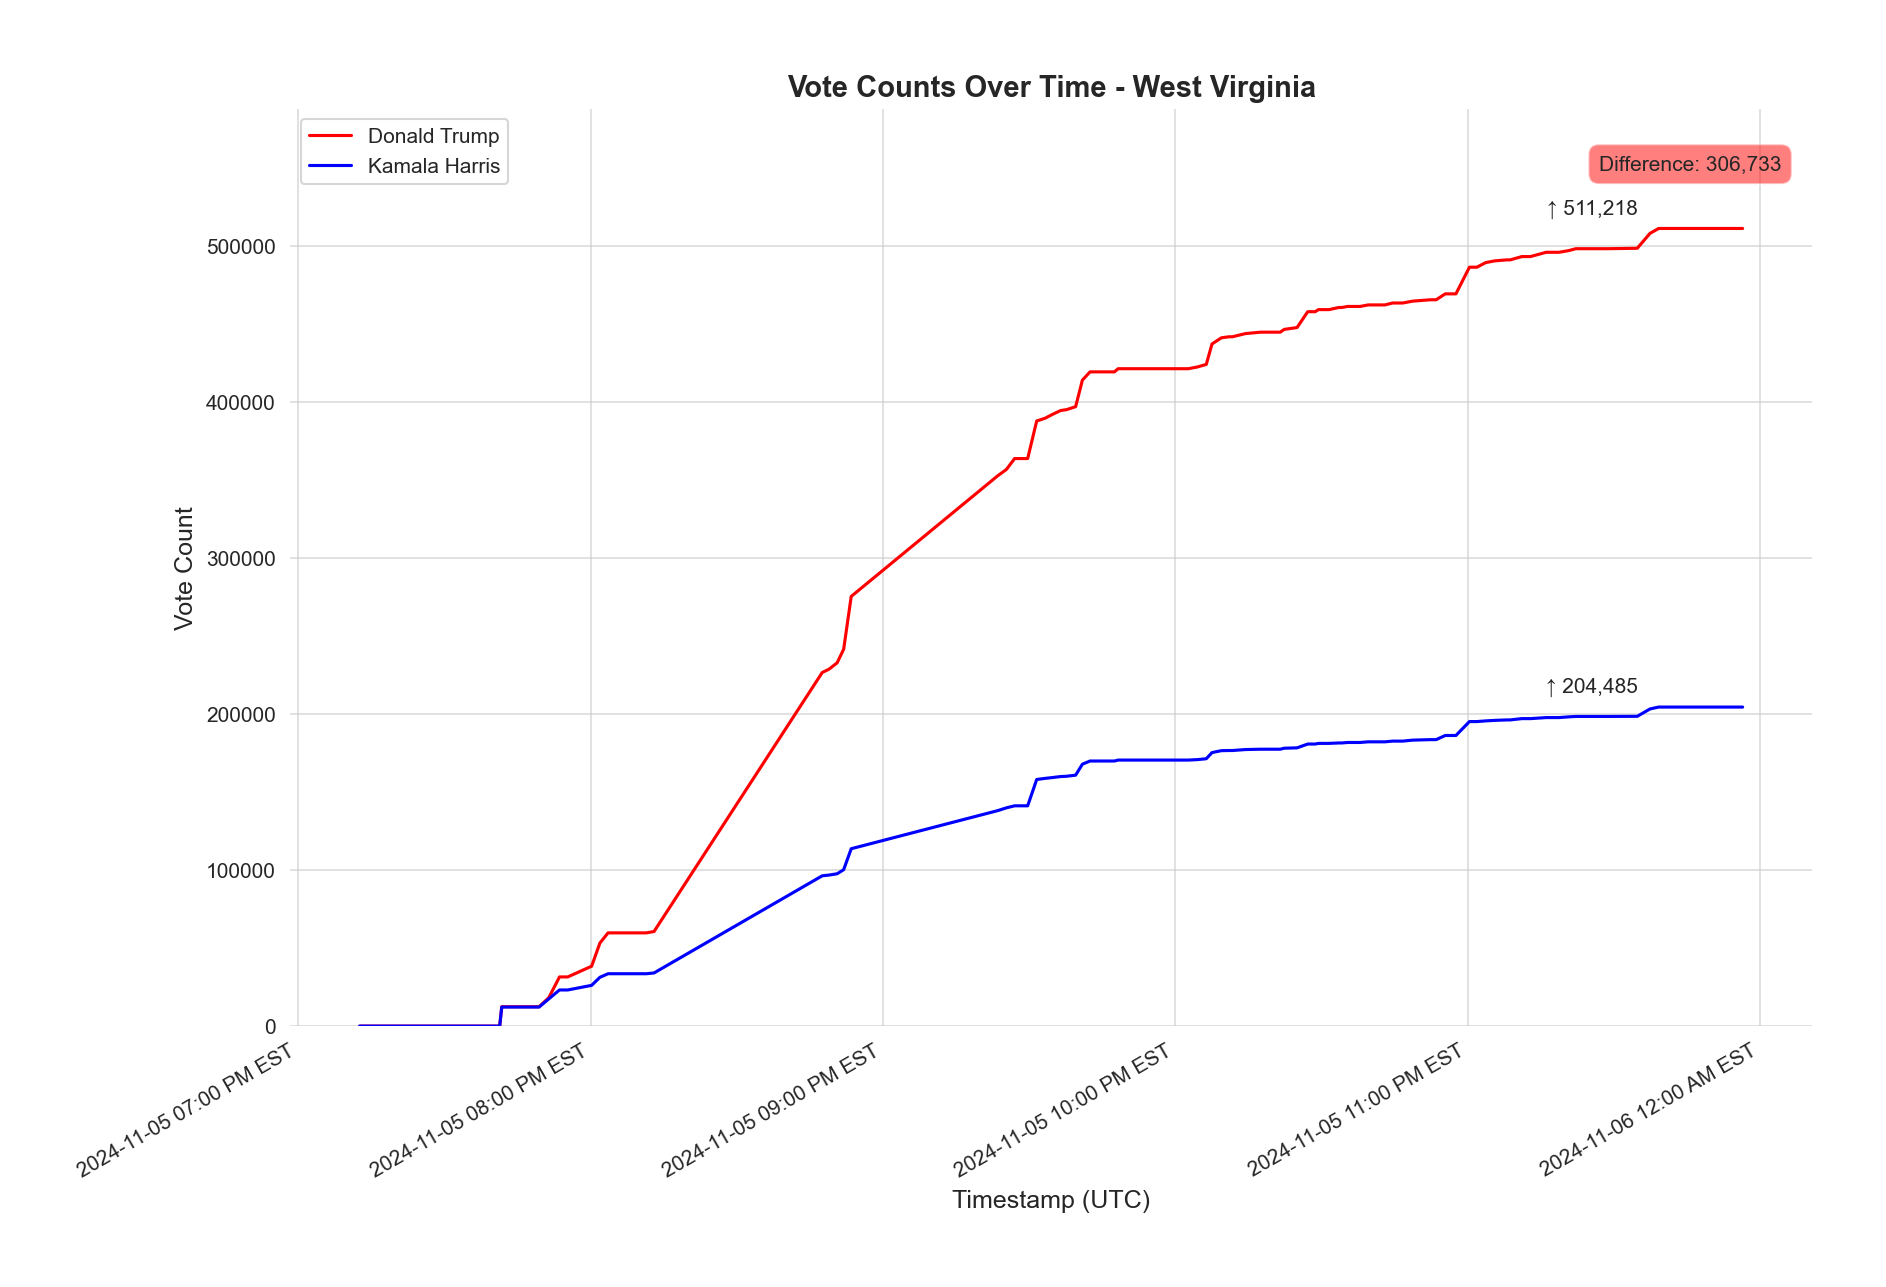 Vote Counts Over Time - West Virginia
Donald Trump
Kamala Harris
Difference: 306,733
↑ 511,218
↑ 204,485
Vote Count
500000
400000
300000
200000
100000
0
2024-11-05 07:00 PM EST
2024-11-05 08:00 PM EST
2024-11-05 09:00 PM EST
2024-11-05 10:00 PM EST
2024-11-05 11:00 PM EST
2024-11-06 12:00 AM EST
Timestamp (UTC)